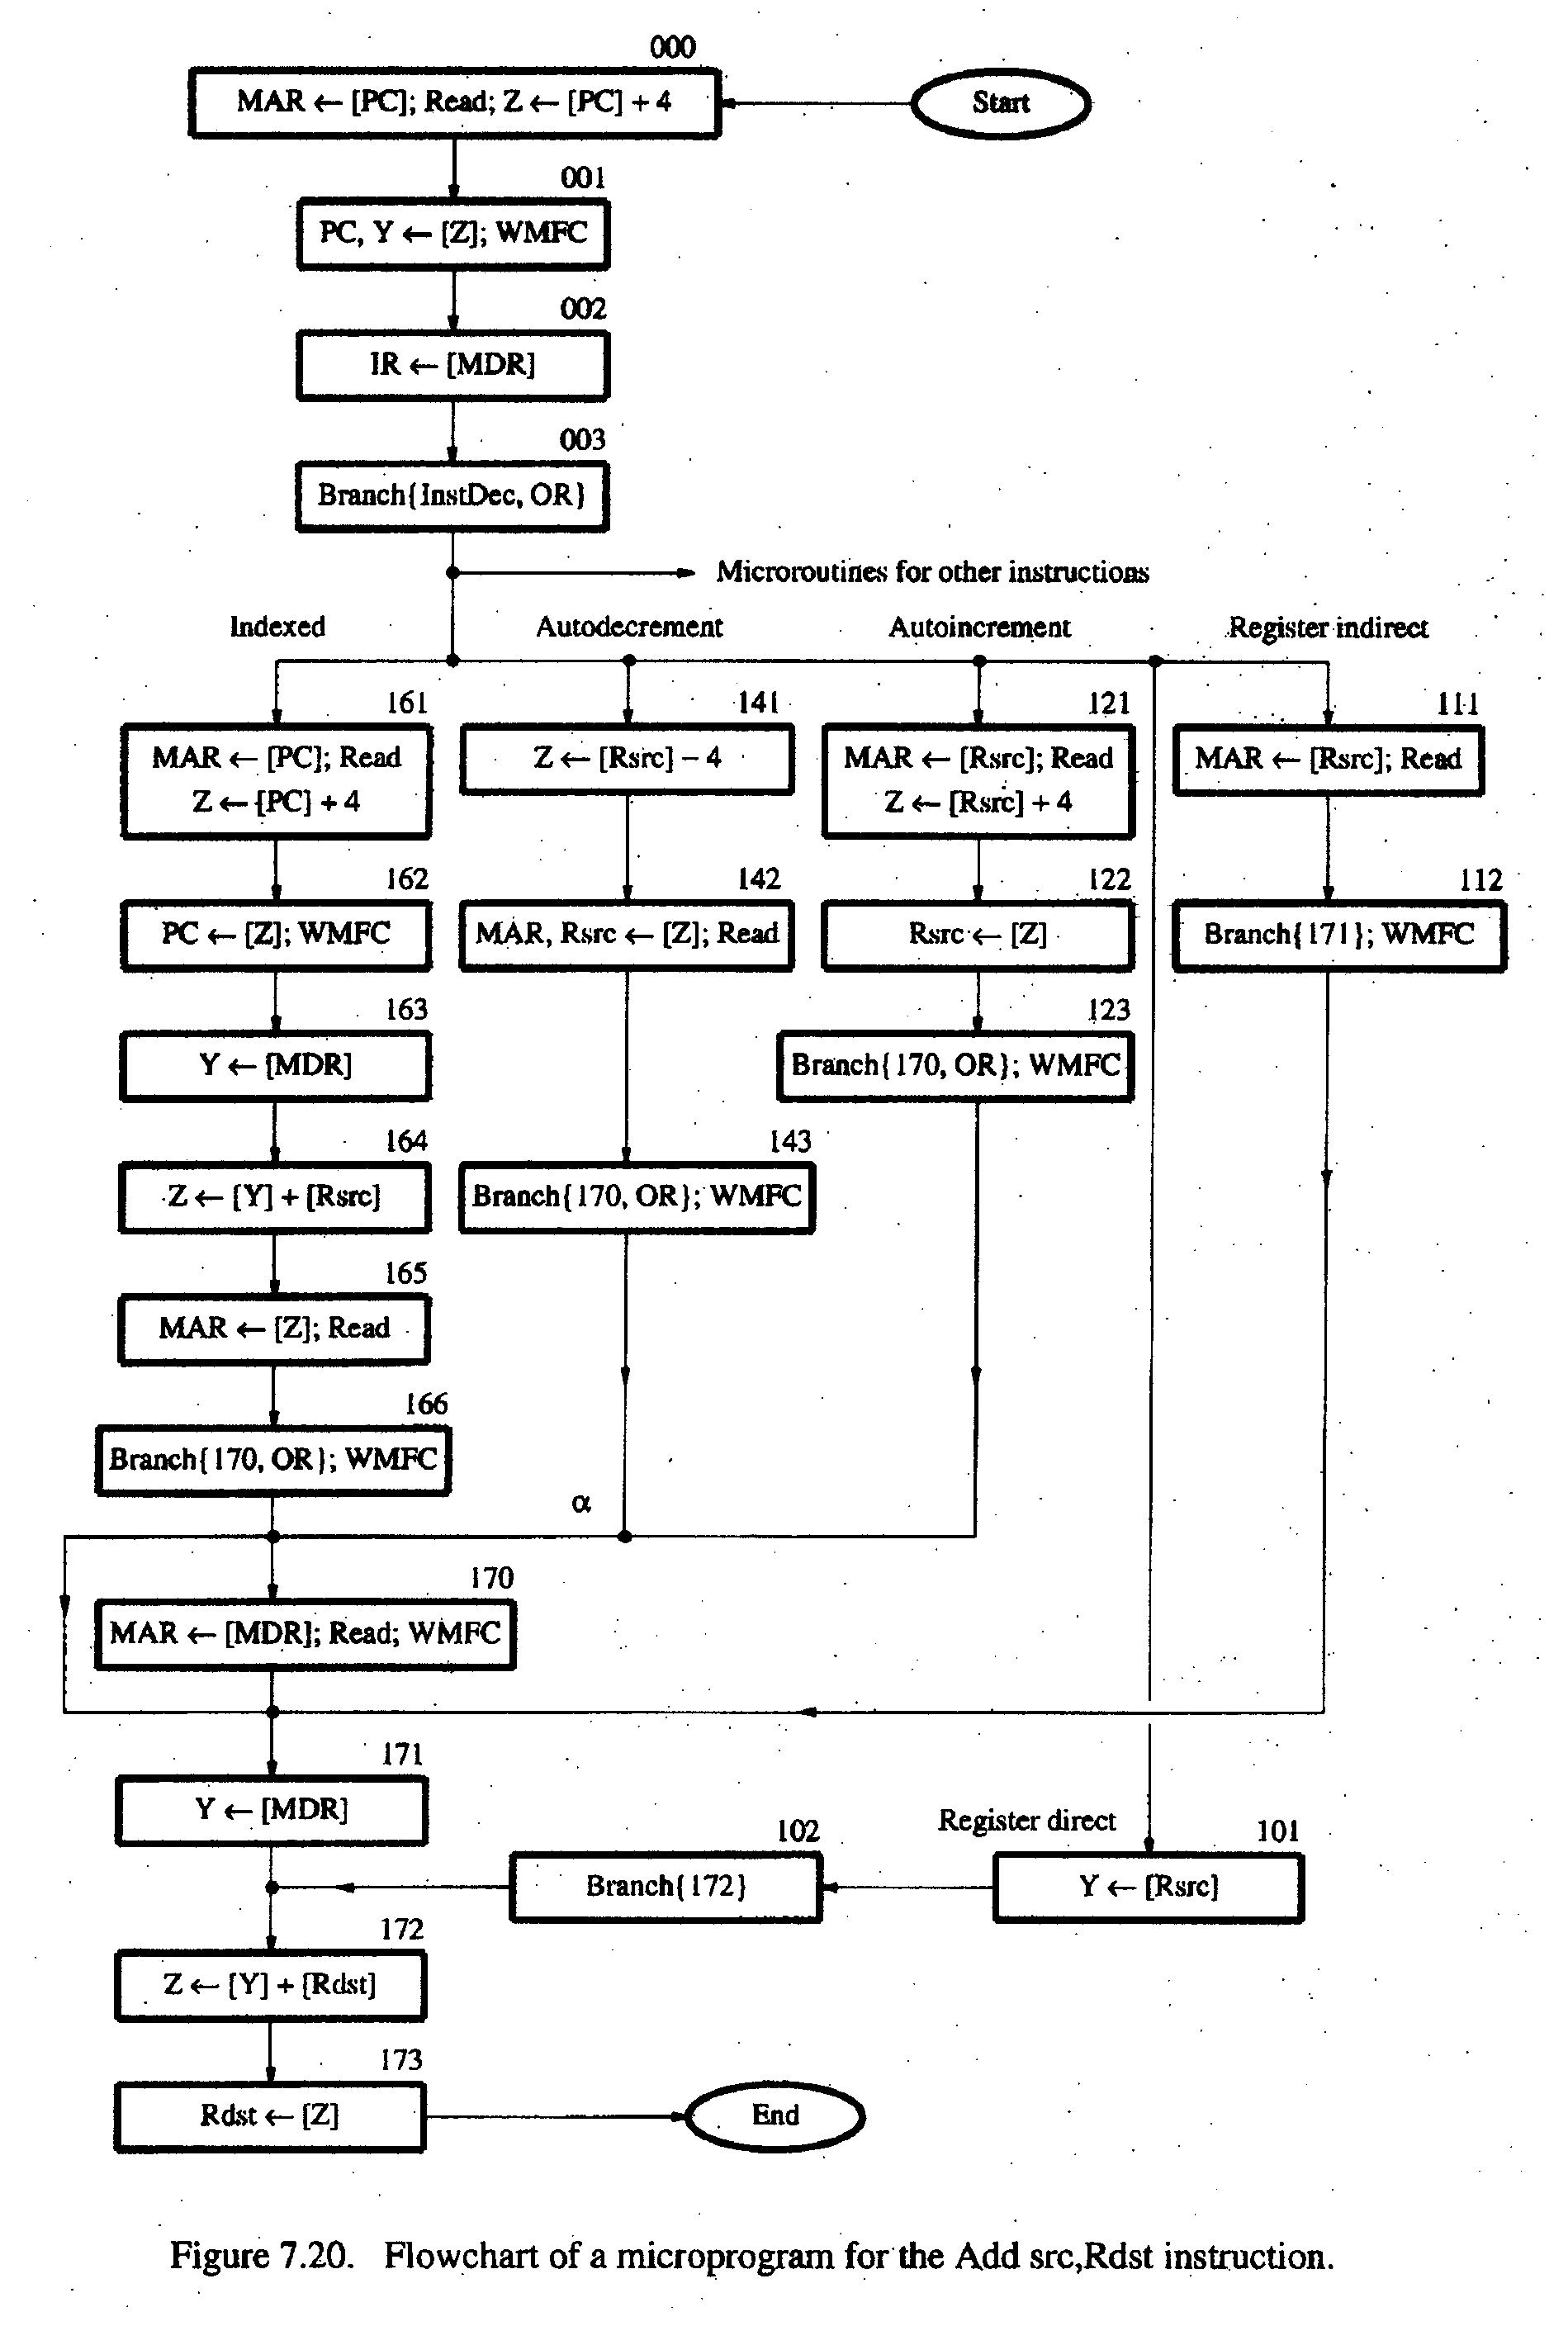 000
MAR ← [PC]; Read; Z ← [PC] + 4
Start
001
PC, Y ← [Z]; WMFC
002
IR ← [MDR]
003
Branch{InstDec, OR}
Microroutines for other instructions
Indexed
Autodecrement
Autoincrement
Register indirect
161
MAR ← [PC]; Read
Z ← [PC] + 4
141
Z ← [Rsrc] – 4
121
MAR ← [Rsrc]; Read
Z ← [Rsrc] + 4
111
MAR ← [Rsrc]; Read
162
PC ← [Z]; WMFC
142
MAR, Rsrc ← [Z]; Read
122
Rsrc ← [Z]
112
Branch{171}; WMFC
163
Y ← [MDR]
123
Branch{170, OR}; WMFC
164
Z ← [Y] + [Rsrc]
143
Branch{170, OR}; WMFC
165
MAR ← [Z]; Read
166
Branch{170, OR}; WMFC
α
170
MAR ← [MDR]; Read; WMFC
171
Y ← [MDR]
Register direct
102
Branch{172}
101
Y ← [Rsrc]
172
Z ← [Y] + [Rdst]
173
Rdst ← [Z]
End
Figure 7.20. Flowchart of a microprogram for the Add src,Rdst instruction.